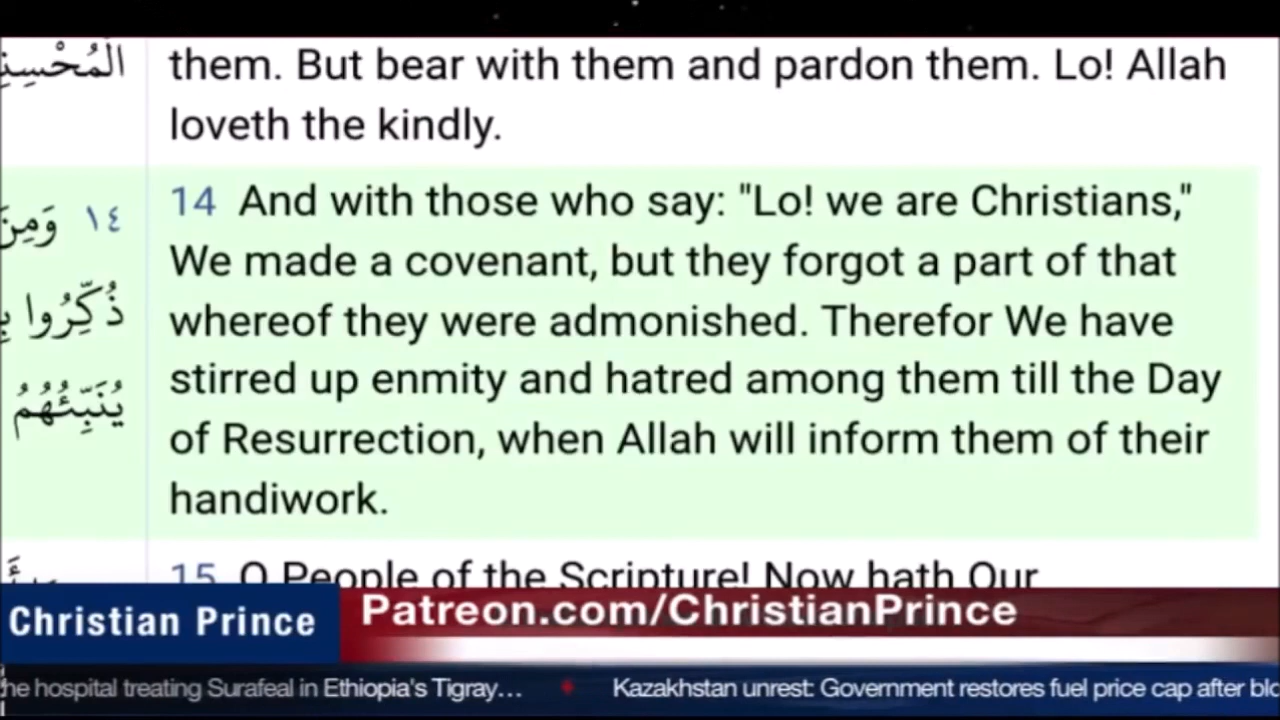 them. But bear with them and pardon them. Lo! Allah
loveth the kindly.
14 And with those who say: "Lo! we are Christians,"
We made a covenant, but they forgot a part of that
whereof they were admonished. Therefor We have
stirred up enmity and hatred among them till the Day
of Resurrection, when Allah will inform them of their
handiwork.
١٤ وَمِنَ
ذُكِّرُوا
يُنَبِّئُهُمُ
15 O People of the Scripture! Now hath Our
Christian Prince
Patreon.com/ChristianPrince
he hospital treating Surafeal in Ethiopia's Tigray... Kazakhstan unrest: Government restores fuel price cap after